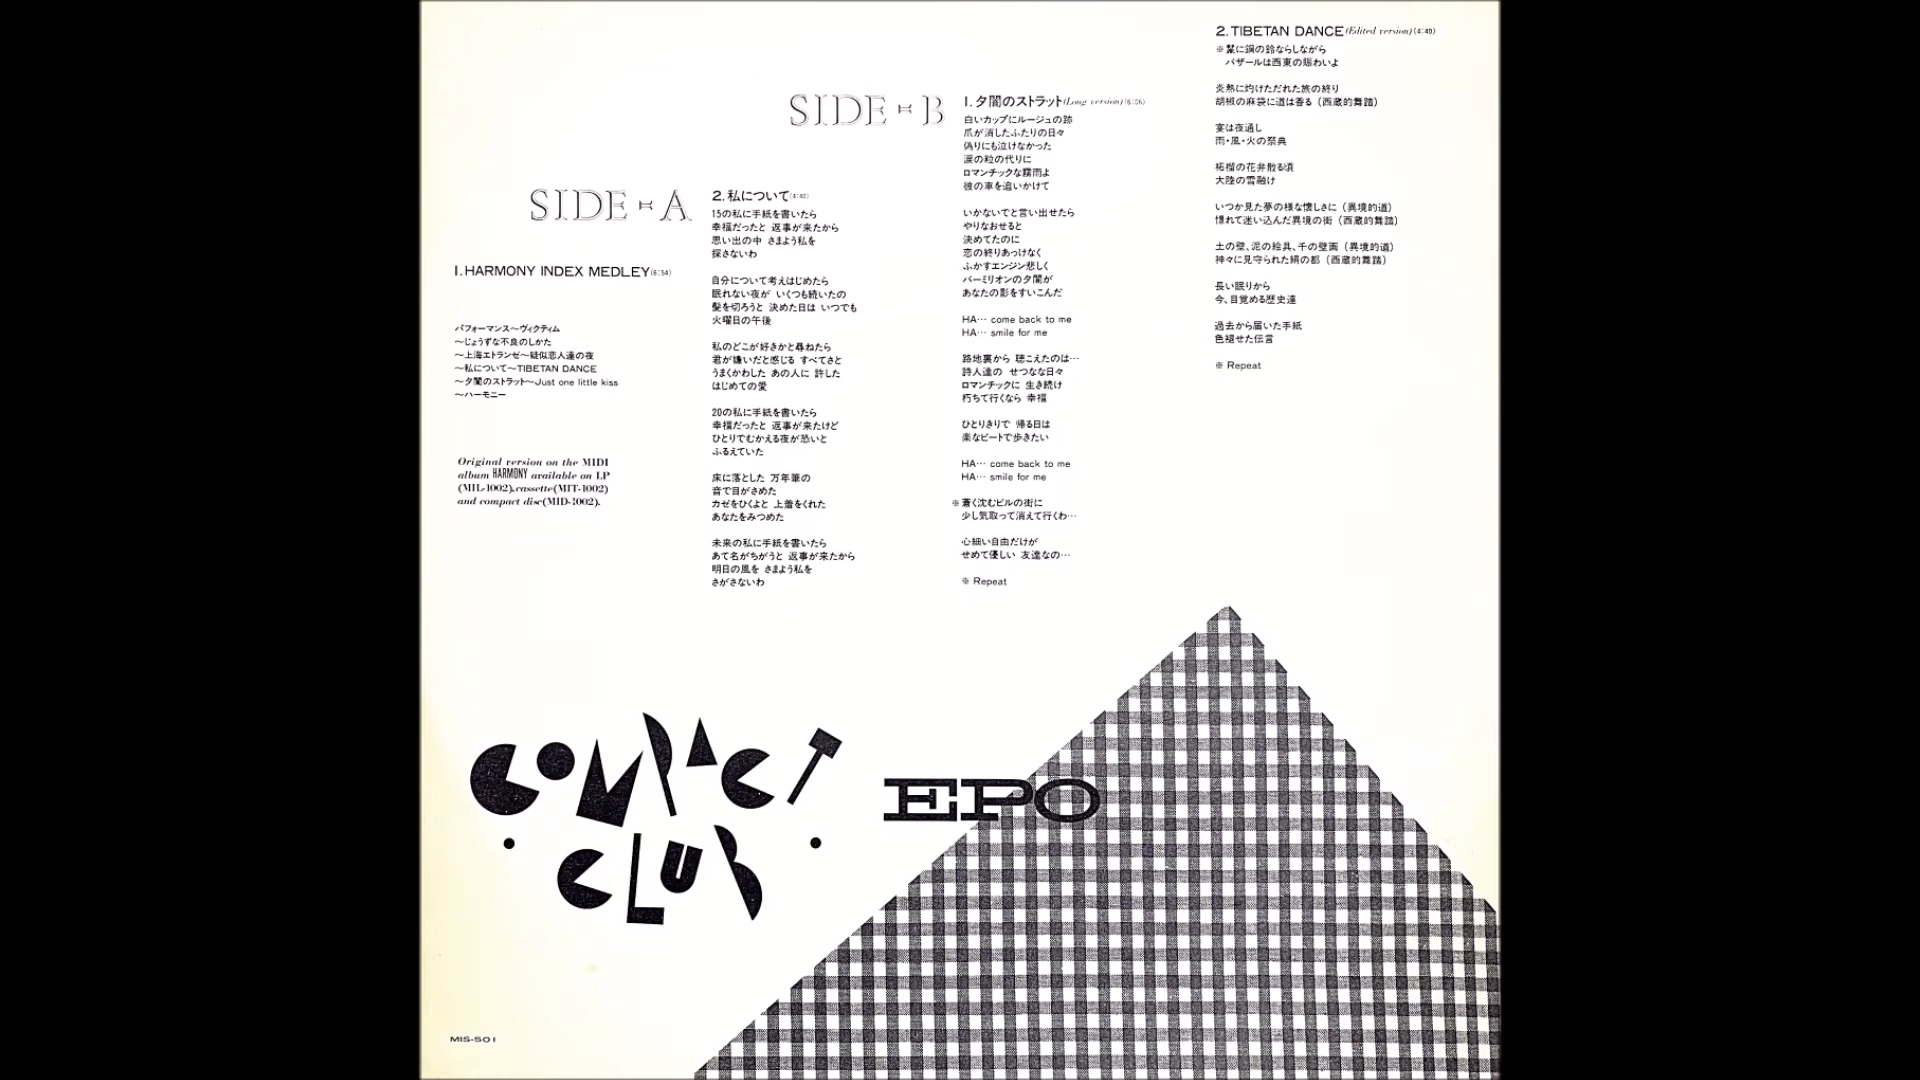 SIDE-A
1.HARMONY INDEX MEDLEY(6:54)
パフォーマンス〜ヴィクティム
〜じょうずな不良のしかた
〜上海エトランゼ〜疑似恋人達の夜
〜私について〜TIBETAN DANCE
〜夕闇のストラット〜Just one little kiss
〜ハーモニー
Original version on the MIDI
album HARMONY available on LP
(MIL-1002),cassette(MIT-1002)
and compact disc(MID-1002).
2.私について(4:40)
15の私に手紙を書いたら
幸福だったと 返事が来たから
思い出の中 さまよう私を
探さないわ
自分について考えはじめたら
眠れない夜が いくつも続いたの
髪を切ろうと 決めた日は いつでも
火曜日の午後
私のどこが好きかと尋ねたら
君が嫌いだと感じる すべてさと
うまくかわした あの人に 許した
はじめての愛
20の私に手紙を書いたら
幸福だったと 返事が来たけど
ひとりでむかえる夜が恐いと
ふるえていた
床に落とした 万年筆の
音で目がさめた
カゼをひくよと 上着をくれた
あなたをみつめた
未来の私に手紙を書いたら
あて名がちがうと 返事が来たから
明日の風を さまよう私を
さがさないわ
SIDE-B
1.夕闇のストラット(Long version)(6:06)
白いカップにルージュの跡
爪が消したふたりの日々
偽りにも泣けなかった
涙の粒の代りに
ロマンチックな霧雨よ
彼の車を追いかけて
いかないでと言い出せたら
やりなおせると
決めてたのに
恋の終りあっけなく
ふかすエンジン悲しく
バーミリオンの夕闇が
あなたの影をすいこんだ
HA… come back to me
HA… smile for me
路地裏から 聴こえたのは…
詩人達の せつなな日々
ロマンチックに 生き続け
朽ちて行くなら 幸福
ひとりきりで 帰る日は
楽なビートで歩きたい
HA… come back to me
HA… smile for me
※蒼く沈むビルの街に
少し気取って消えて行くわ…
心細い自由だけが
せめて優しい 友達なの…
※ Repeat
2.TIBETAN DANCE(Edited version)(4:40)
※鬣に銅の鈴ならしながら
バザールは西東の賑わいよ
炎熱に灼けただれた旅の終り
胡椒の麻袋に道は香る（西蔵的舞踏）
宴は夜通し
雨・風・火の祭典
柘榴の花弁散る頃
大陸の雪融け
いつか見た夢の様な懐しさに（異境的道）
憬れて迷い込んだ異境の街（西蔵的舞踏）
土の壁、泥の絵具、千の壁画（異境的道）
神々に見守られた絹の都（西蔵的舞踏）
長い眠りから
今、目覚める歴史達
過去から届いた手紙
色褪せた伝言
※ Repeat
COMPACT
・CLUB・
EPO
MIS-501